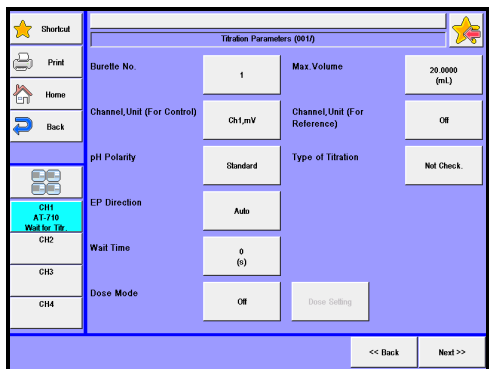 Shortcut
Titration Parameters (001/)
Print
Home
Back
CH1
AT-710
Wait for Titr.
CH2
CH3
CH4
Burette No.
1
Max.Volume
20.0000
(mL)
Channel,Unit (For Control)
Ch1,mV
Channel,Unit (For
Reference)
Off
pH Polarity
Standard
Type of Titration
Not Check.
EP Direction
Auto
Wait Time
0
(s)
Dose Mode
Off
Dose Setting
<< Back
Next >>